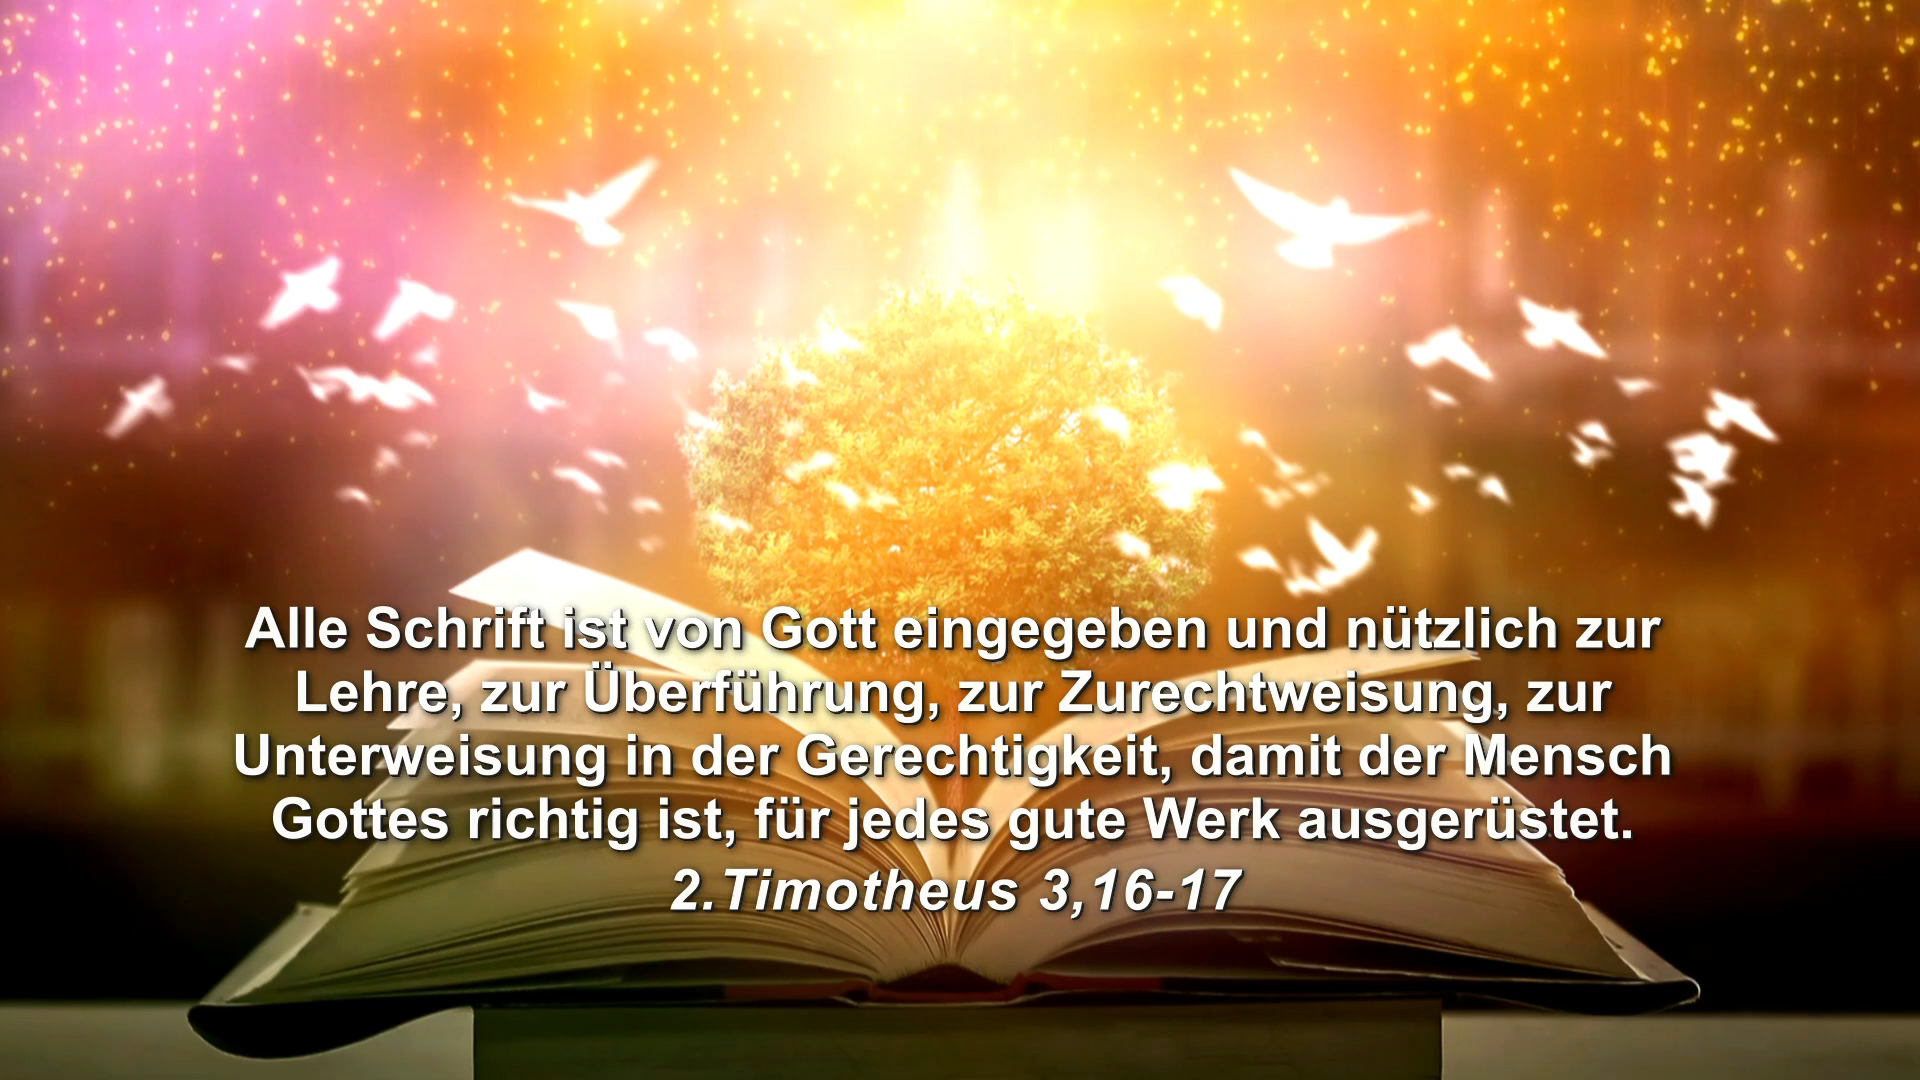 Alle Schrift ist von Gott eingegeben und nützlich zur
Lehre, zur Überführung, zur Zurechtweisung, zur
Unterweisung in der Gerechtigkeit, damit der Mensch
Gottes richtig ist, für jedes gute Werk ausgerüstet.
2.Timotheus 3,16-17